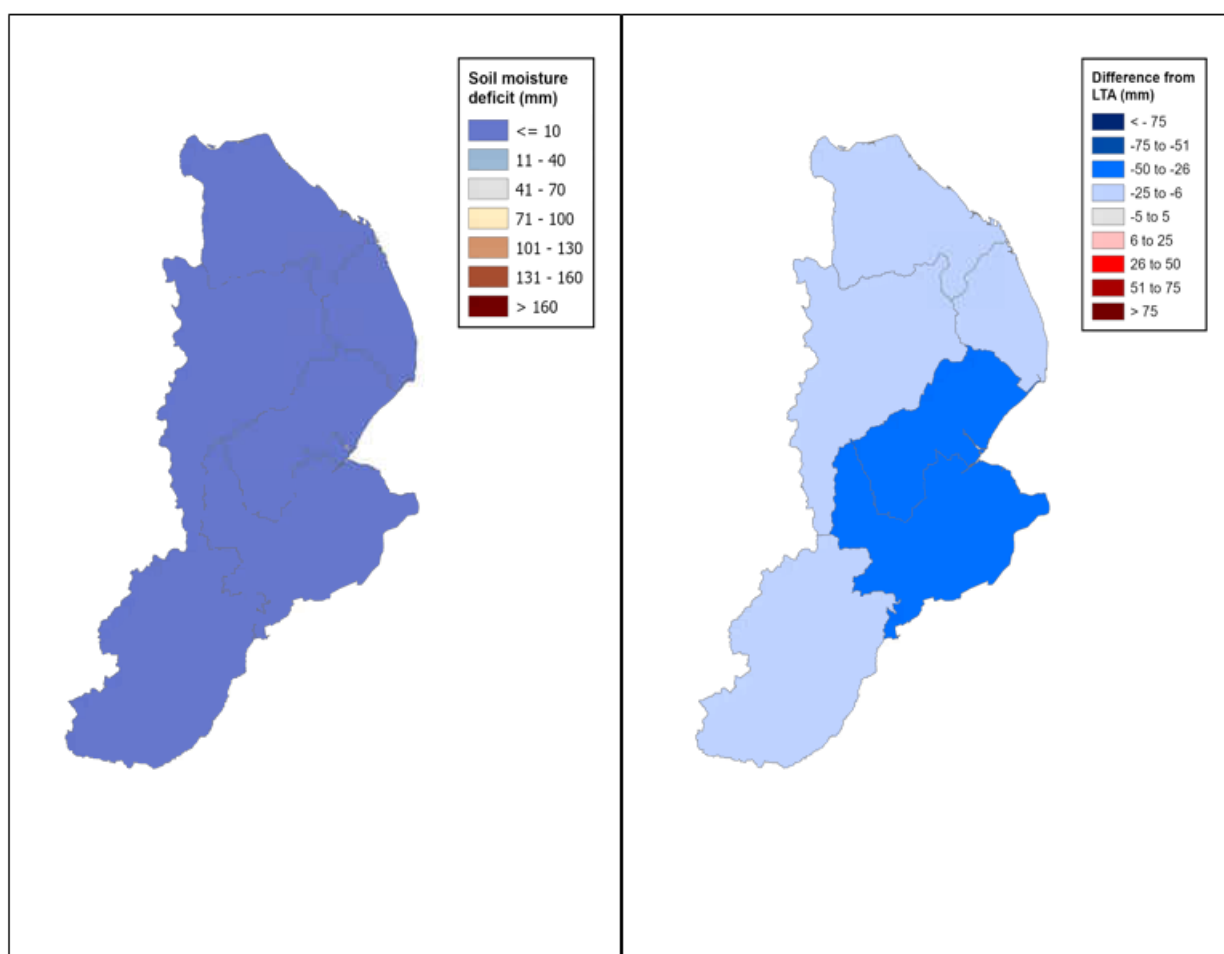 Soil moisture
deficit (mm)
<= 10
11 - 40
41 - 70
71 - 100
101 - 130
131 - 160
> 160
Difference from
LTA (mm)
< - 75
-75 to -51
-50 to -26
-25 to -6
-5 to 5
6 to 25
26 to 50
51 to 75
> 75